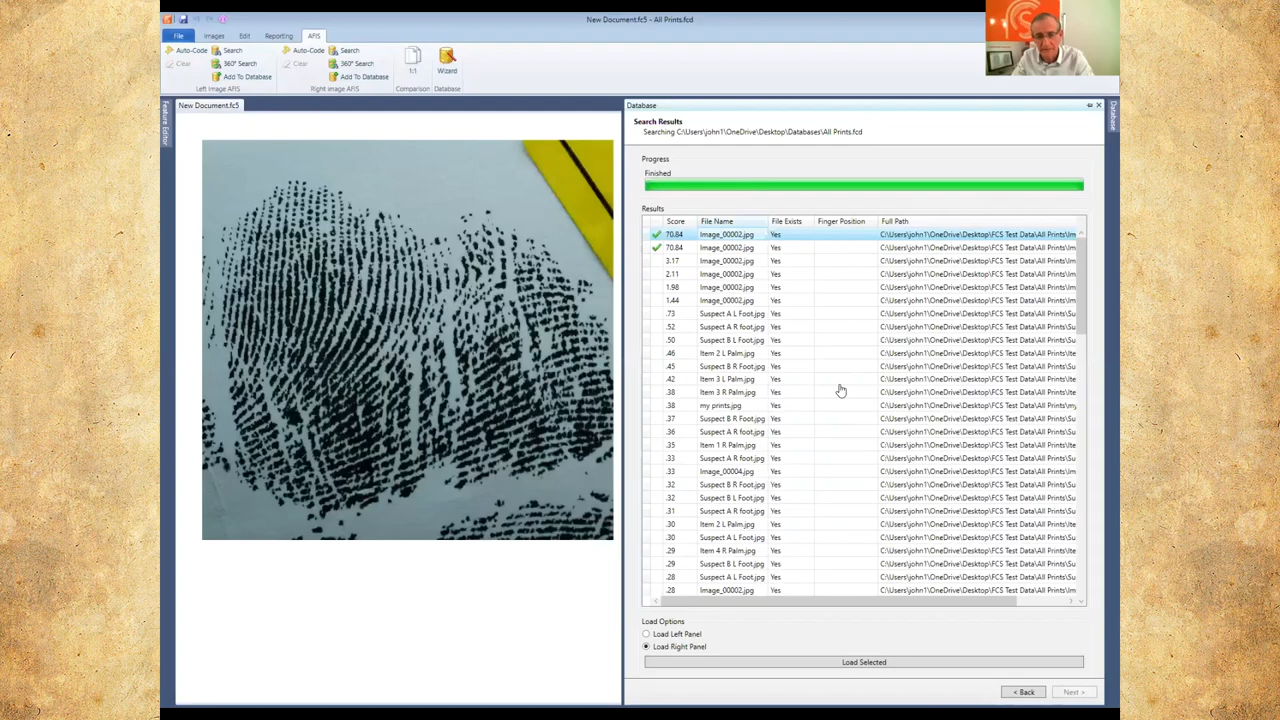 New Document.fc5 - All Prints.fcd
File Images Edit Reporting AFIS
Auto-Code Search Auto-Code Search
Clear 360° Search Clear 360° Search 1:1 Wizard
Add To Database Add To Database
Left Image AFIS Right Image AFIS Comparison Database
Feature Editor
New Document.fc5
Database
Database
Search Results
Searching C:\Users\john1\OneDrive\Desktop\Databases\All Prints.fcd
Progress
Finished
Results
Score File Name File Exists Finger Position Full Path
70.84 Image_00002.jpg Yes C:\Users\john1\OneDrive\Desktop\FCS Test Data\All Prints\Im
70.84 Image_00002.jpg Yes C:\Users\john1\OneDrive\Desktop\FCS Test Data\All Prints\Im
3.17 Image_00002.jpg Yes C:\Users\john1\OneDrive\Desktop\FCS Test Data\All Prints\Im
2.11 Image_00002.jpg Yes C:\Users\john1\OneDrive\Desktop\FCS Test Data\All Prints\Im
1.98 Image_00002.jpg Yes C:\Users\john1\OneDrive\Desktop\FCS Test Data\All Prints\Im
1.44 Image_00002.jpg Yes C:\Users\john1\OneDrive\Desktop\FCS Test Data\All Prints\Im
.73 Suspect A L Foot.jpg Yes C:\Users\john1\OneDrive\Desktop\FCS Test Data\All Prints\Su
.52 Suspect A R foot.jpg Yes C:\Users\john1\OneDrive\Desktop\FCS Test Data\All Prints\Su
.50 Suspect B L Foot.jpg Yes C:\Users\john1\OneDrive\Desktop\FCS Test Data\All Prints\Su
.46 Item 2 L Palm.jpg Yes C:\Users\john1\OneDrive\Desktop\FCS Test Data\All Prints\Ite
.45 Suspect B R Foot.jpg Yes C:\Users\john1\OneDrive\Desktop\FCS Test Data\All Prints\Su
.42 Item 3 L Palm.jpg Yes C:\Users\john1\OneDrive\Desktop\FCS Test Data\All Prints\Ite
.38 Item 3 R Palm.jpg Yes C:\Users\john1\OneDrive\Desktop\FCS Test Data\All Prints\Ite
.38 my prints.jpg Yes C:\Users\john1\OneDrive\Desktop\FCS Test Data\All Prints\my
.37 Suspect B R Foot.jpg Yes C:\Users\john1\OneDrive\Desktop\FCS Test Data\All Prints\Su
.36 Suspect A R foot.jpg Yes C:\Users\john1\OneDrive\Desktop\FCS Test Data\All Prints\Su
.35 Item 1 R Palm.jpg Yes C:\Users\john1\OneDrive\Desktop\FCS Test Data\All Prints\Ite
.33 Suspect A R foot.jpg Yes C:\Users\john1\OneDrive\Desktop\FCS Test Data\All Prints\Su
.33 Image_00004.jpg Yes C:\Users\john1\OneDrive\Desktop\FCS Test Data\All Prints\Im
.32 Suspect B R Foot.jpg Yes C:\Users\john1\OneDrive\Desktop\FCS Test Data\All Prints\Su
.32 Suspect B L Foot.jpg Yes C:\Users\john1\OneDrive\Desktop\FCS Test Data\All Prints\Su
.31 Suspect A R foot.jpg Yes C:\Users\john1\OneDrive\Desktop\FCS Test Data\All Prints\Su
.30 Item 2 L Palm.jpg Yes C:\Users\john1\OneDrive\Desktop\FCS Test Data\All Prints\Ite
.30 Suspect A L Foot.jpg Yes C:\Users\john1\OneDrive\Desktop\FCS Test Data\All Prints\Su
.29 Item 4 R Palm.jpg Yes C:\Users\john1\OneDrive\Desktop\FCS Test Data\All Prints\Ite
.29 Suspect B L Foot.jpg Yes C:\Users\john1\OneDrive\Desktop\FCS Test Data\All Prints\Su
.28 Suspect A L Foot.jpg Yes C:\Users\john1\OneDrive\Desktop\FCS Test Data\All Prints\Su
.28 Image_00002.jpg Yes C:\Users\john1\OneDrive\Desktop\FCS Test Data\All Prints\Im
Load Options
Load Left Panel
Load Right Panel
Load Selected
< Back Next >